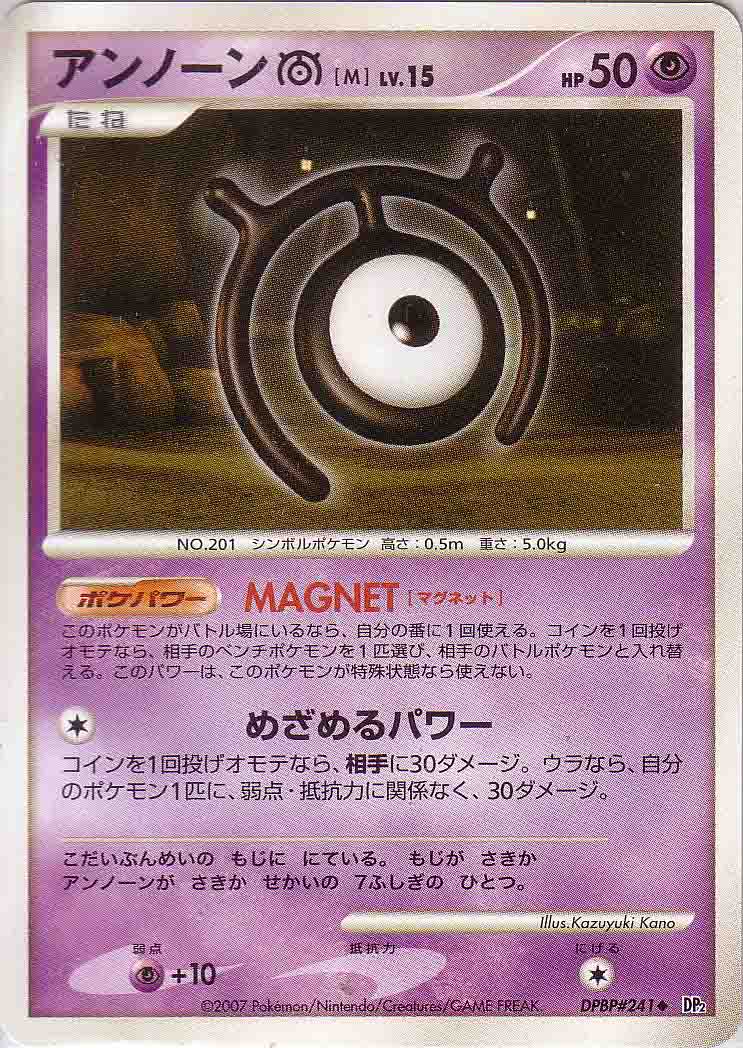 アンノーン [M] LV.15 HP 50
たね
NO.201 シンボルポケモン 高さ:0.5m 重さ:5.0kg
ポケパワー MAGNET [マグネット]
このポケモンがバトル場にいるなら、自分の番に1回使える。コインを1回投げ
オモテなら、相手のベンチポケモンを1匹選び、相手のバトルポケモンと入れ替
える。このパワーは、このポケモンが特殊状態なら使えない。
めざめるパワー
コインを1回投げオモテなら、相手に30ダメージ。ウラなら、自分
のポケモン1匹に、弱点・抵抗力に関係なく、30ダメージ。
こだいぶんめいの もじに にている。 もじが さきか
アンノーンが さきか せかいの 7ふしぎの ひとつ。
Illus.Kazuyuki Kano
弱点 抵抗力 にげる
+10
©2007 Pokémon/Nintendo/Creatures/GAME FREAK. DPBP#241◆ DP2